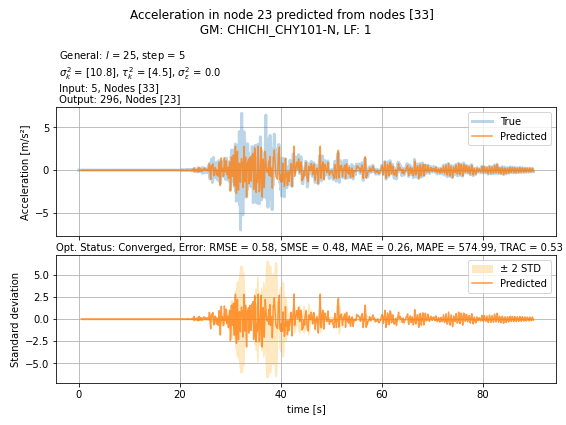 Acceleration in node 23 predicted from nodes [33]
GM: CHICHI_CHY101-N, LF: 1
General: l = 25, step = 5
σ²ₖ = [10.8], τ²ₖ = [4.5], σ²ε = 0.0
Input: 5, Nodes [33]
Output: 296, Nodes [23]
Acceleration [m/s²]
5
0
−5
True
Predicted
Opt. Status: Converged, Error: RMSE = 0.58, SMSE = 0.48, MAE = 0.26, MAPE = 574.99, TRAC = 0.53
Standard deviation
5.0
2.5
0.0
−2.5
−5.0
± 2 STD
Predicted
0 20 40 60 80
time [s]